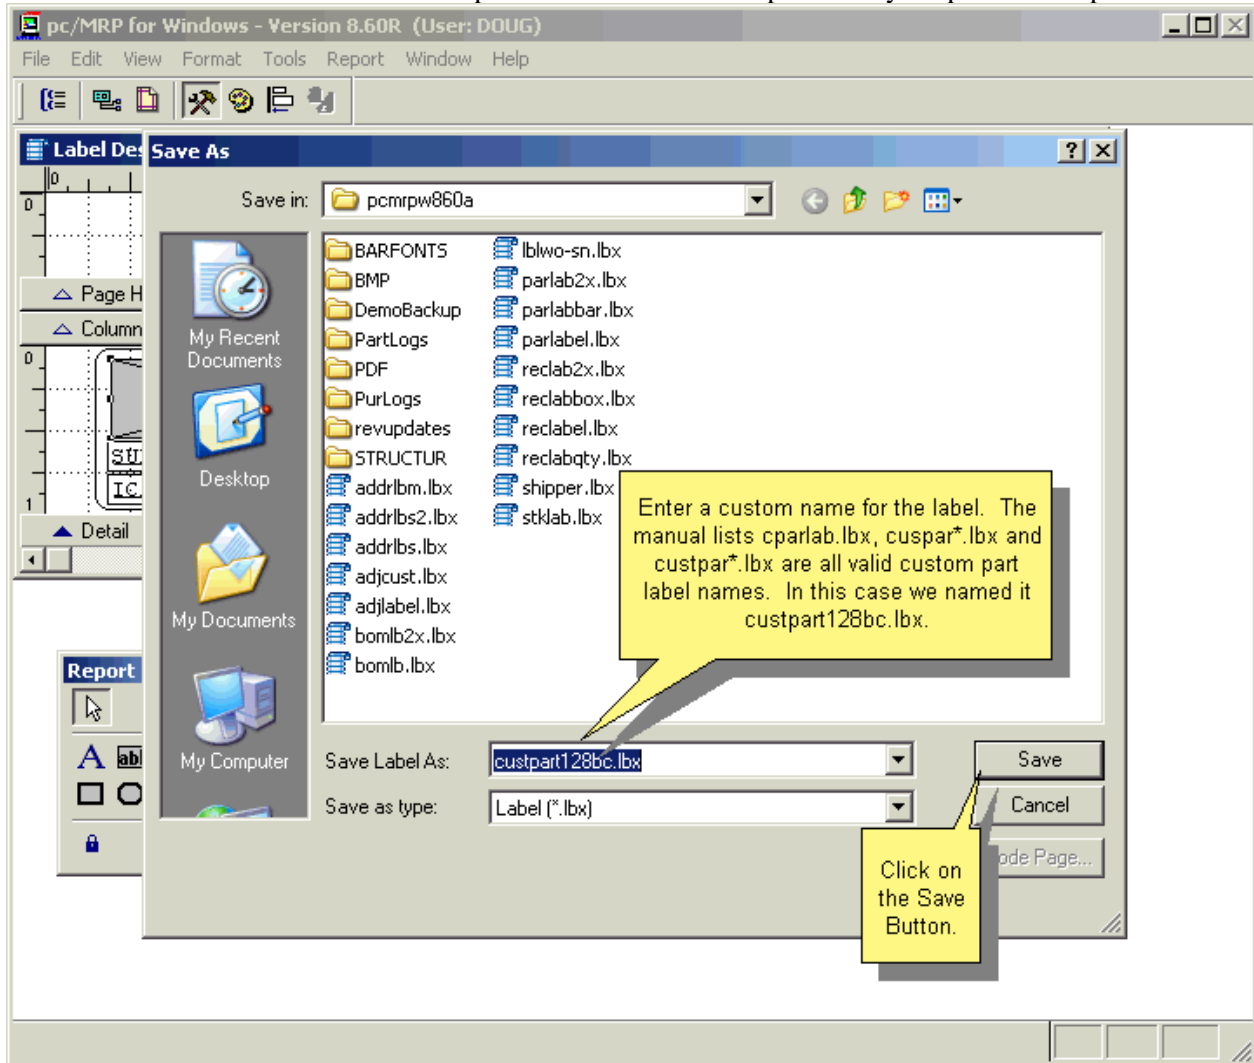 pc/MRP for Windows - Version 8.60R (User: DOUG)
File Edit View Format Tools Report Window Help
Label Des
Save As
Save in: pcmrpw860a
0
0
Page H
Column
0
1
Detail
My Recent
Documents
Desktop
My Documents
My Computer
BARFONTS
BMP
DemoBackup
PartLogs
PDF
PurLogs
revupdates
STRUCTUR
addrlbm.lbx
addrlbs2.lbx
addrlbs.lbx
adjcust.lbx
adjlabel.lbx
bomlb2x.lbx
bomlb.lbx
lblwo-sn.lbx
parlab2x.lbx
parlabbar.lbx
parlabel.lbx
reclab2x.lbx
reclabbox.lbx
reclabel.lbx
reclabqty.lbx
shipper.lbx
stklab.lbx
Enter a custom name for the label. The
manual lists cparlab.lbx, cuspar*.lbx and
custpar*.lbx are all valid custom part
label names. In this case we named it
custpart128bc.lbx.
Report
A ab
Save Label As: custpart128bc.lbx
Save
Save as type: Label (*.lbx)
Cancel
ode Page...
Click on
the Save
Button.